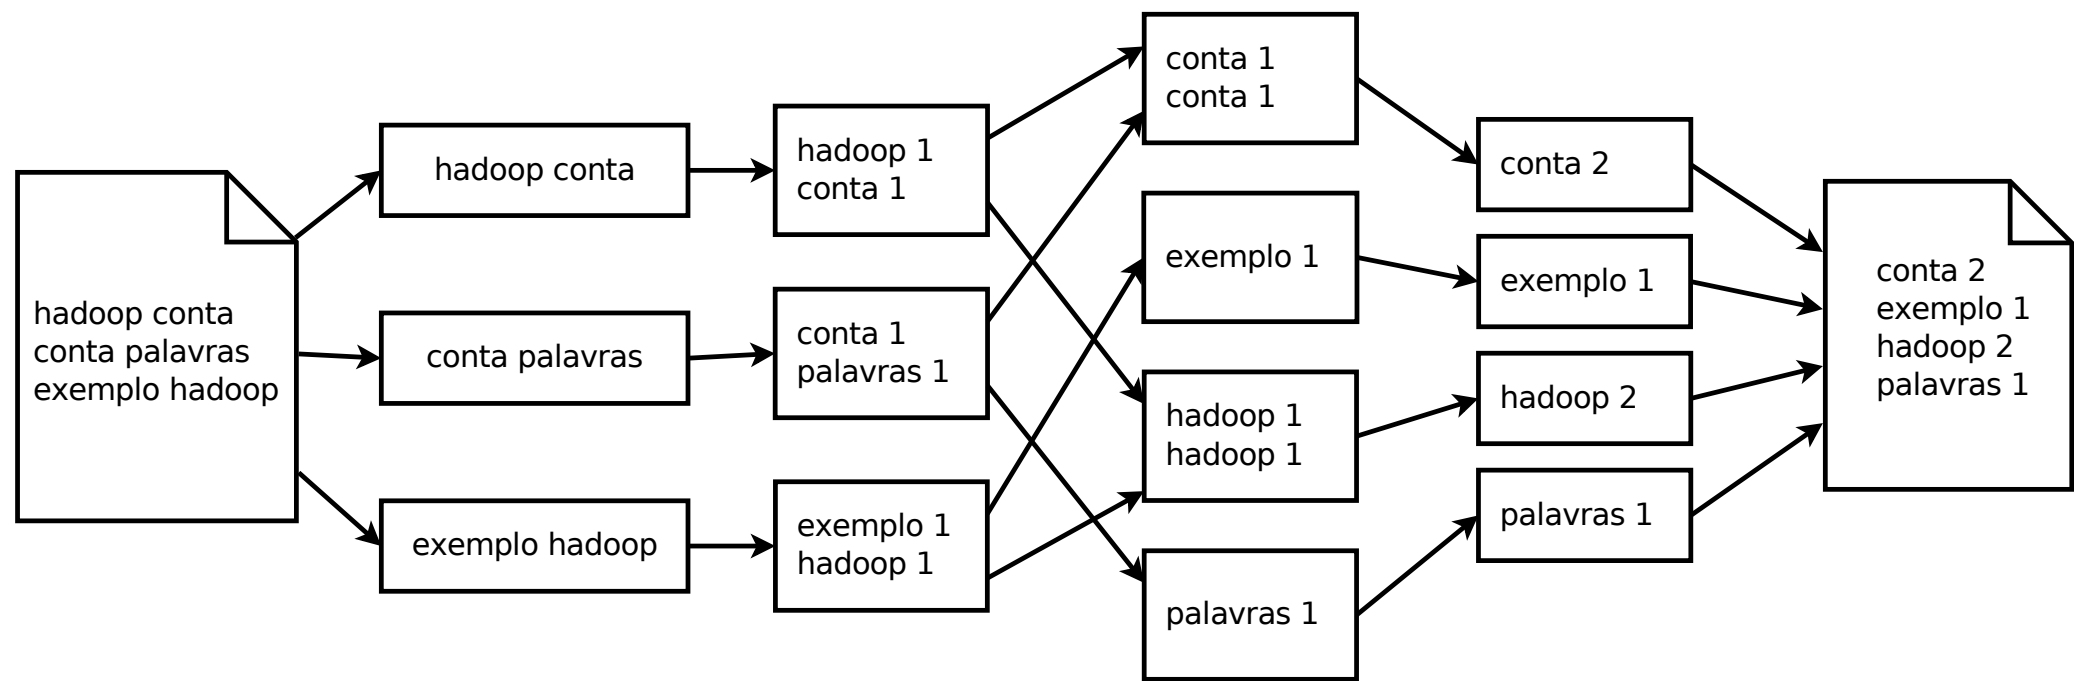 hadoop conta
conta palavras
exemplo hadoop
hadoop conta
conta palavras
exemplo hadoop
hadoop 1
conta 1
conta 1
palavras 1
exemplo 1
hadoop 1
conta 1
conta 1
exemplo 1
hadoop 1
hadoop 1
palavras 1
conta 2
exemplo 1
hadoop 2
palavras 1
conta 2
exemplo 1
hadoop 2
palavras 1